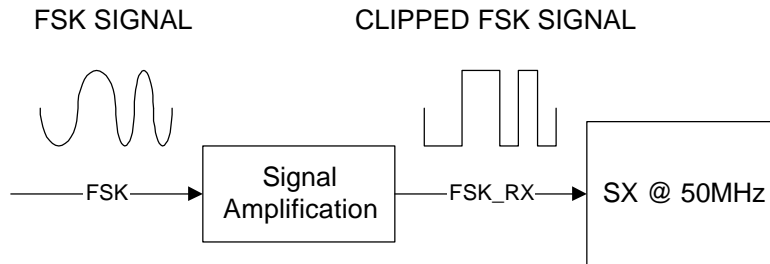 FSK SIGNAL
CLIPPED FSK SIGNAL
FSK
Signal
Amplification
FSK_RX
SX @ 50MHz